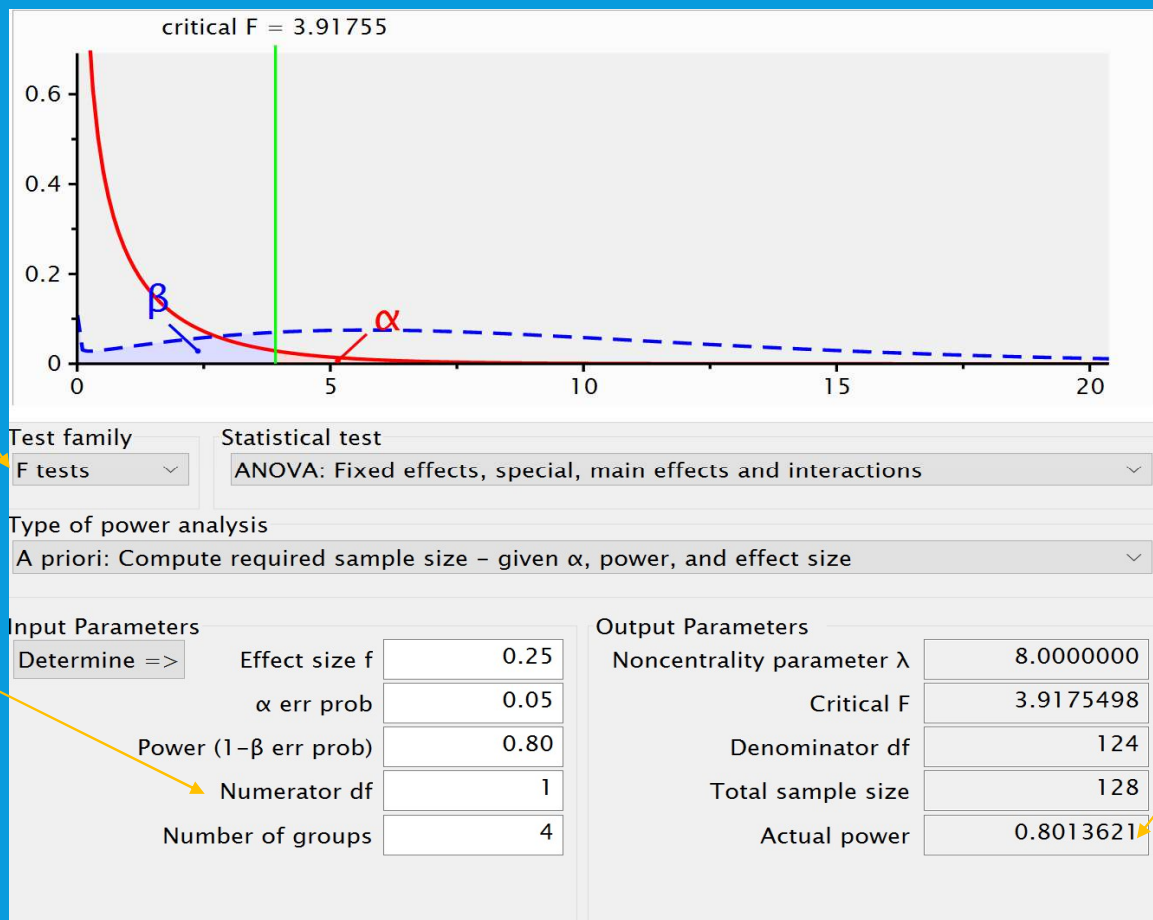 critical F = 3.91755
0.6
0.4
0.2
β
α
0
0 5 10 15 20
Test family Statistical test
F tests ANOVA: Fixed effects, special, main effects and interactions
Type of power analysis
A priori: Compute required sample size – given α, power, and effect size
Input Parameters Output Parameters
Determine => Effect size f 0.25 Noncentrality parameter λ 8.0000000
α err prob 0.05 Critical F 3.9175498
Power (1-β err prob) 0.80 Denominator df 124
Numerator df 1 Total sample size 128
Number of groups 4 Actual power 0.8013621